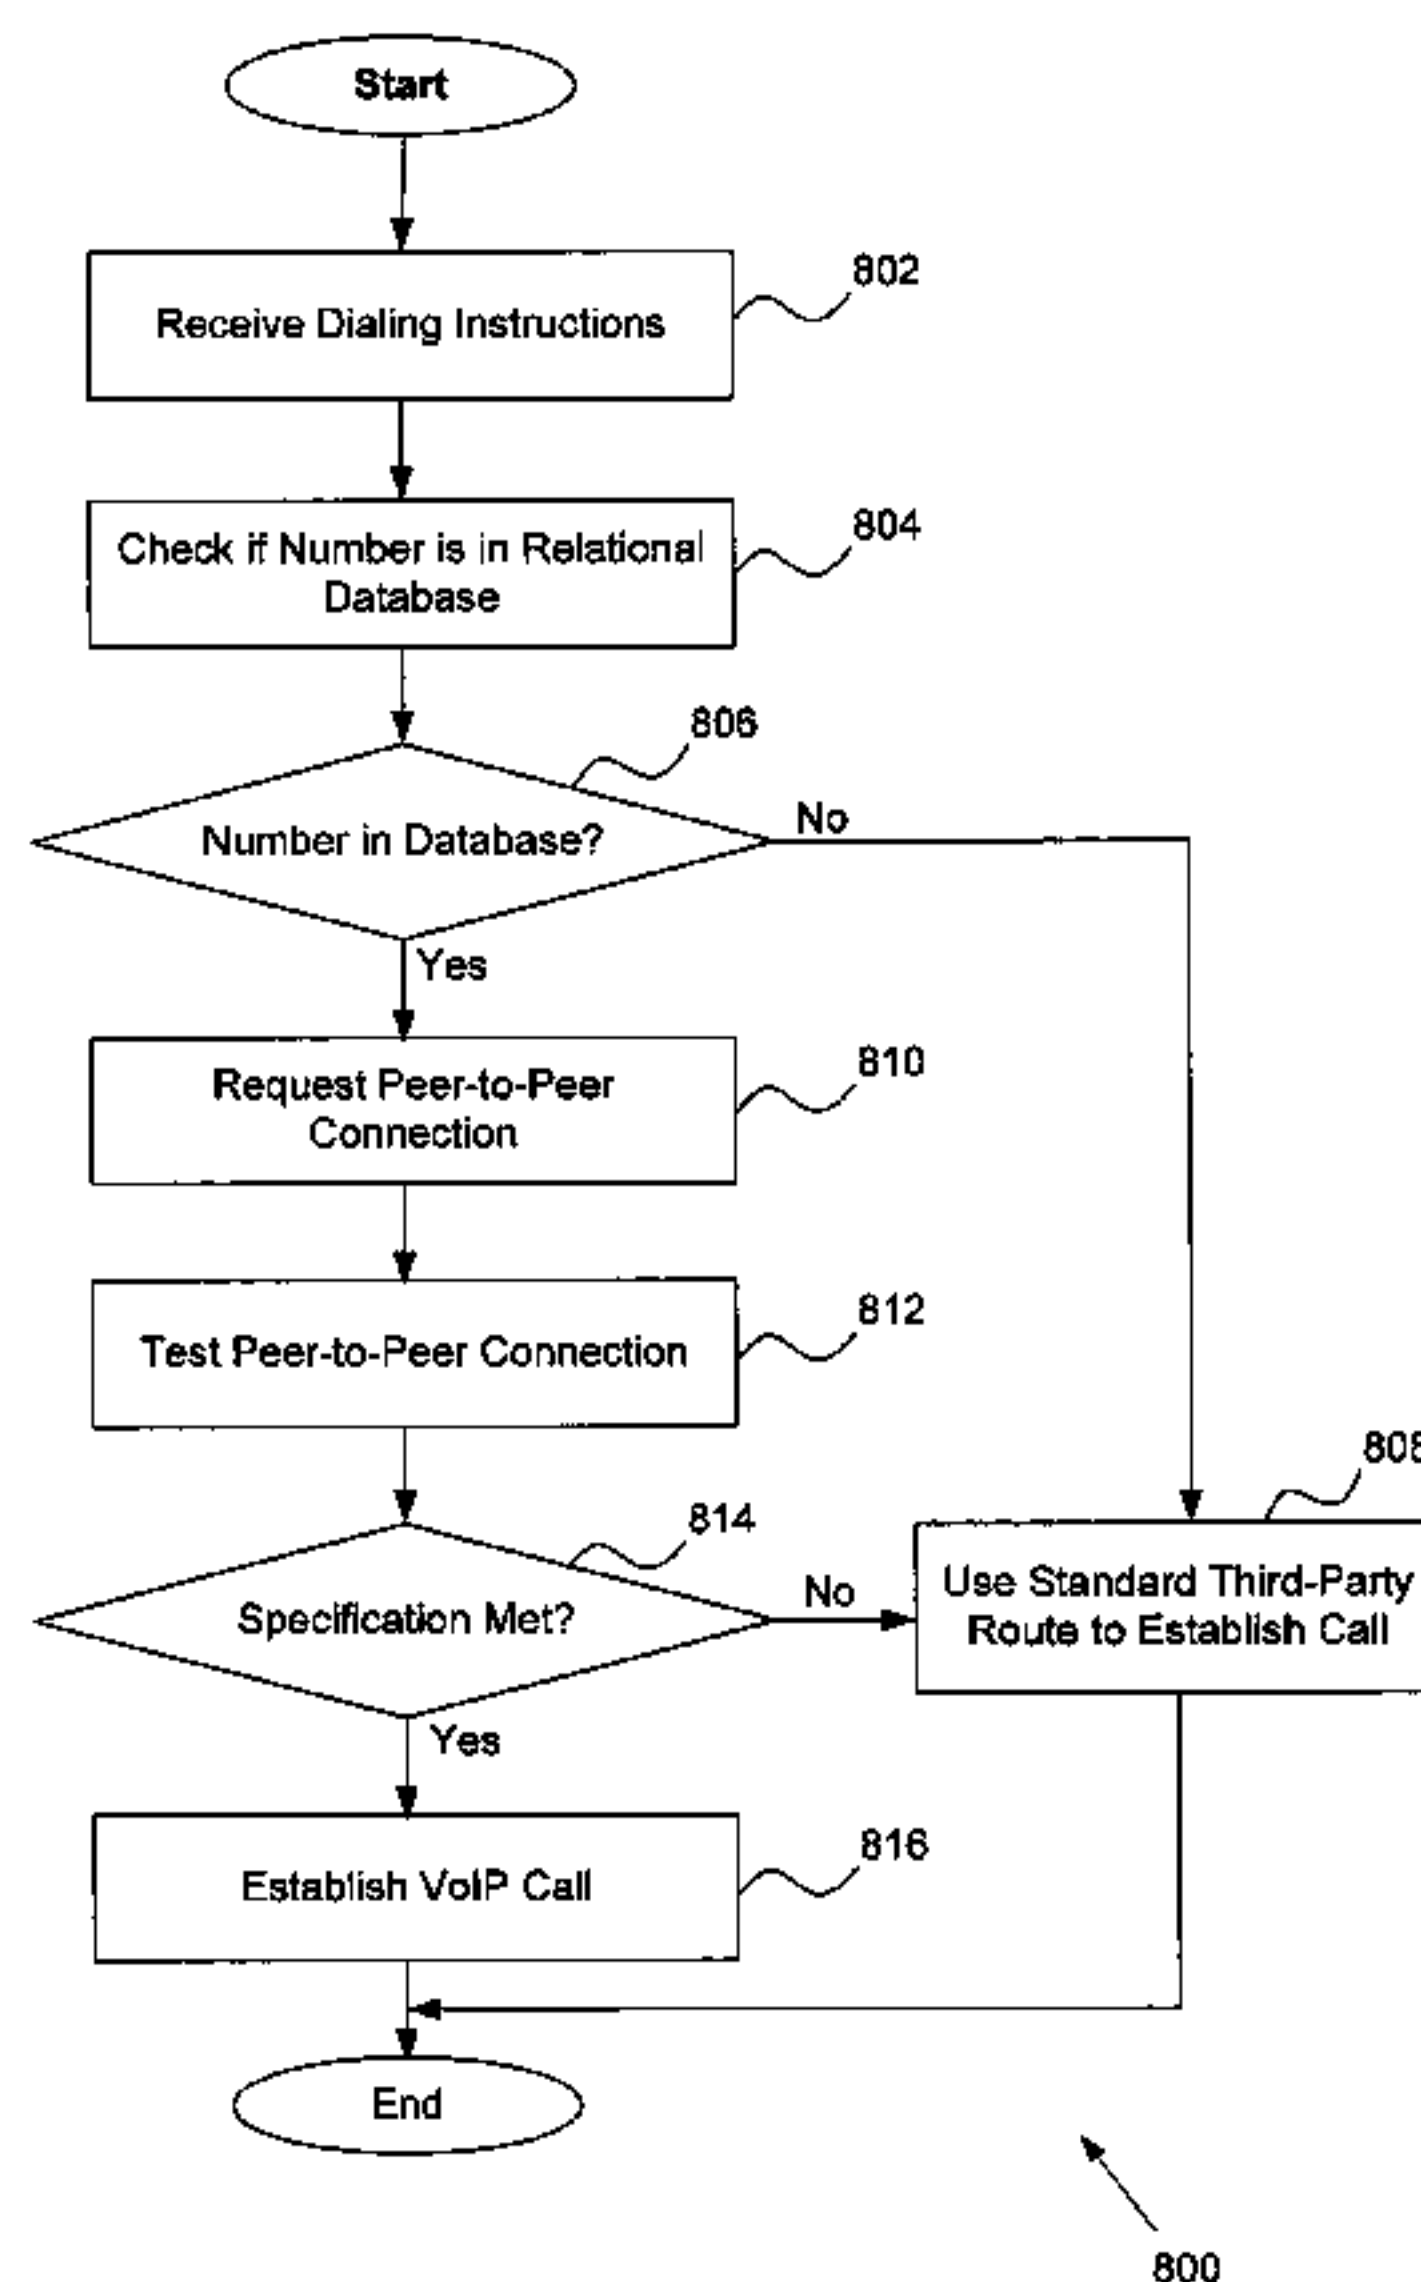 Start
802
Receive Dialing Instructions
804
Check if Number is in Relational
Database
806
Number in Database?
No
Yes
810
Request Peer-to-Peer
Connection
812
Test Peer-to-Peer Connection
808
814
Specification Met?
No
Use Standard Third-Party
Route to Establish Call
Yes
816
Establish VoIP Call
End
800